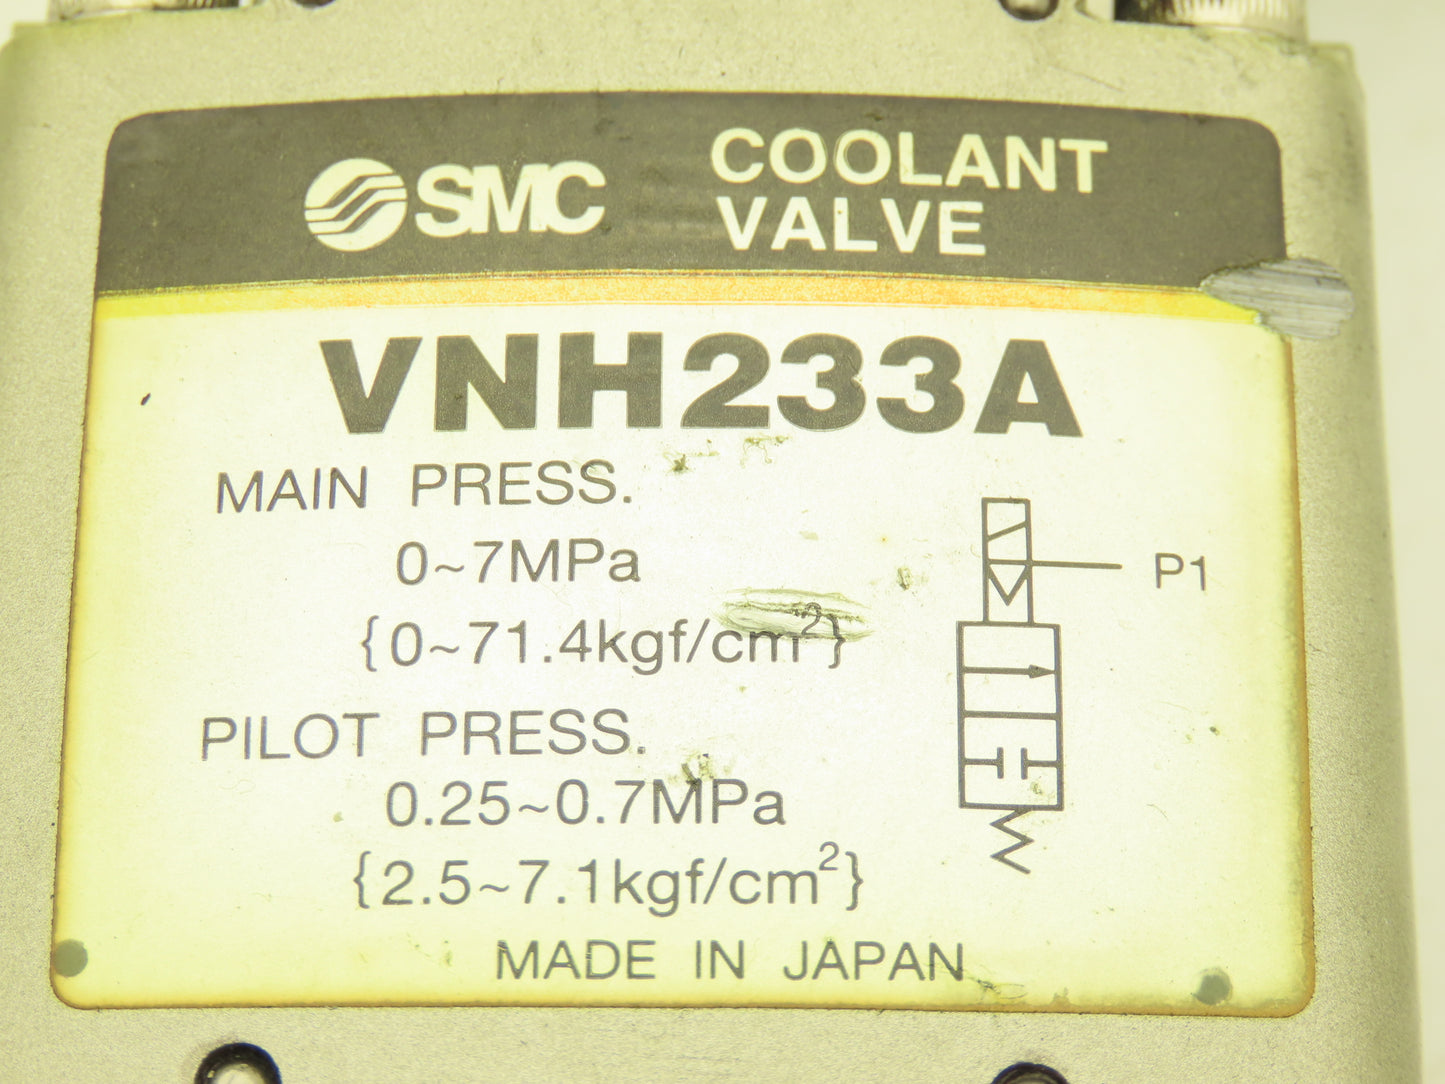 SMC COOLANT
VALVE
VNH233A
MAIN PRESS.
0~7MPa
{0~71.4kgf/cm²}
P1
PILOT PRESS.
0.25~0.7MPa
{2.5~7.1kgf/cm²}
MADE IN JAPAN